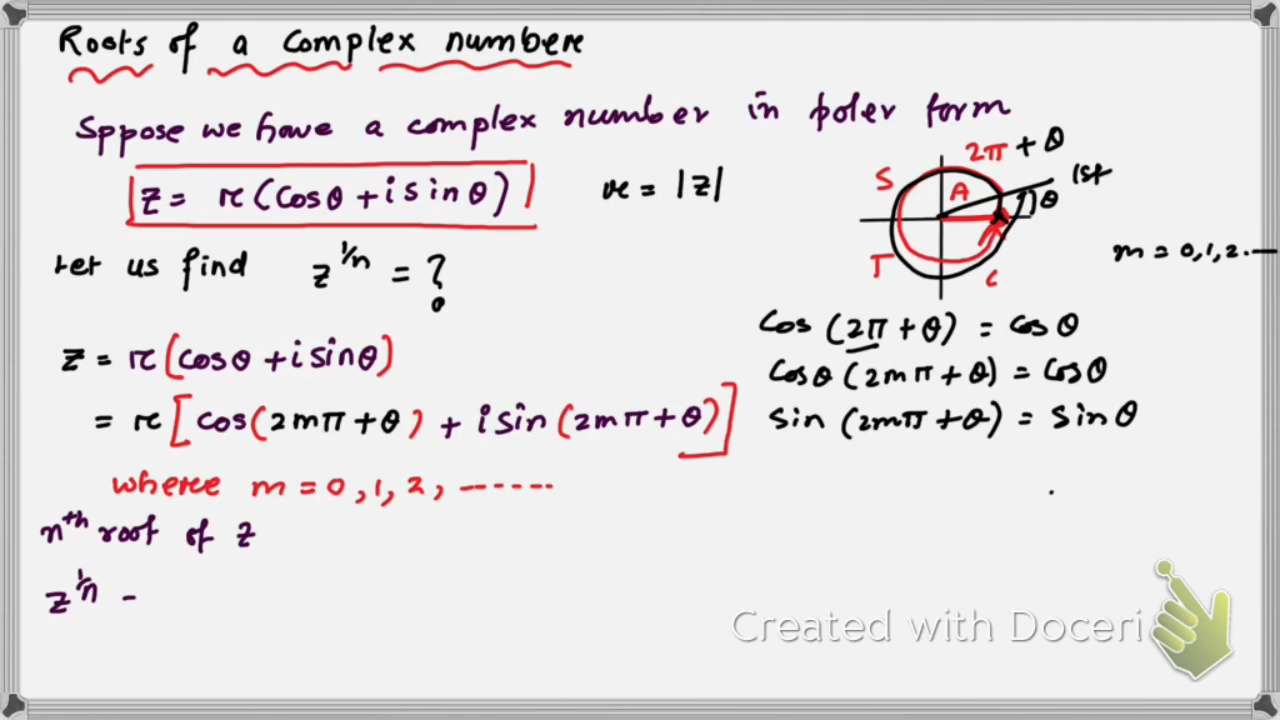 Roots of a complex number
Sppose we have a complex number in poler form
z = r(cosθ + i sinθ)
r = |z|
2π + θ
S A 1st
θ
T C
m = 0,1,2...—
Let us find z^1/n = ?
z = r(cosθ + i sinθ)
= r[cos(2mπ + θ) + i sin(2mπ + θ)]
where m = 0, 1, 2, -------
cos (2π + θ) = cosθ
cosθ (2mπ + θ) = cosθ
sin (2mπ + θ) = sinθ
n^th root of z
z^1/n -
Created with Doceri